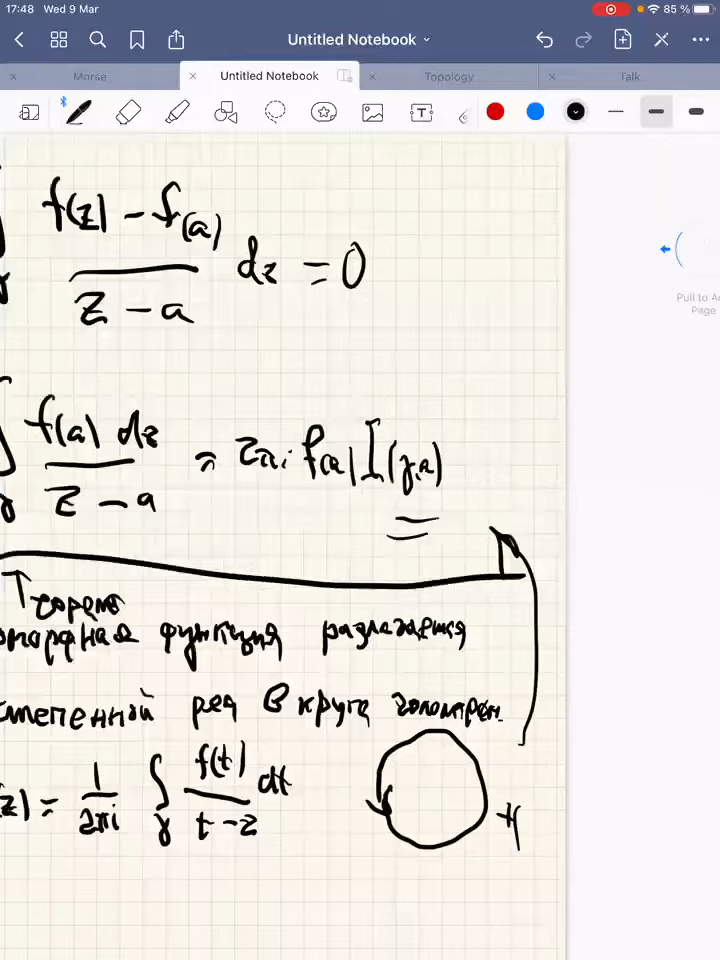 17:48 Wed 9 Mar 85 %
Untitled Notebook
Morse Untitled Notebook Topology Talk
T
f(z) - f(a)
dz = 0
z - a
Pull to A
Page
f(a) dz
= 2πi f(a) I(γ,a)
z - a
γ
Теорема
функция разлагается
степенной ряд в круге голоморфн
f(t)
z) = 1 ∫ dt
2πi γ t - z
γ